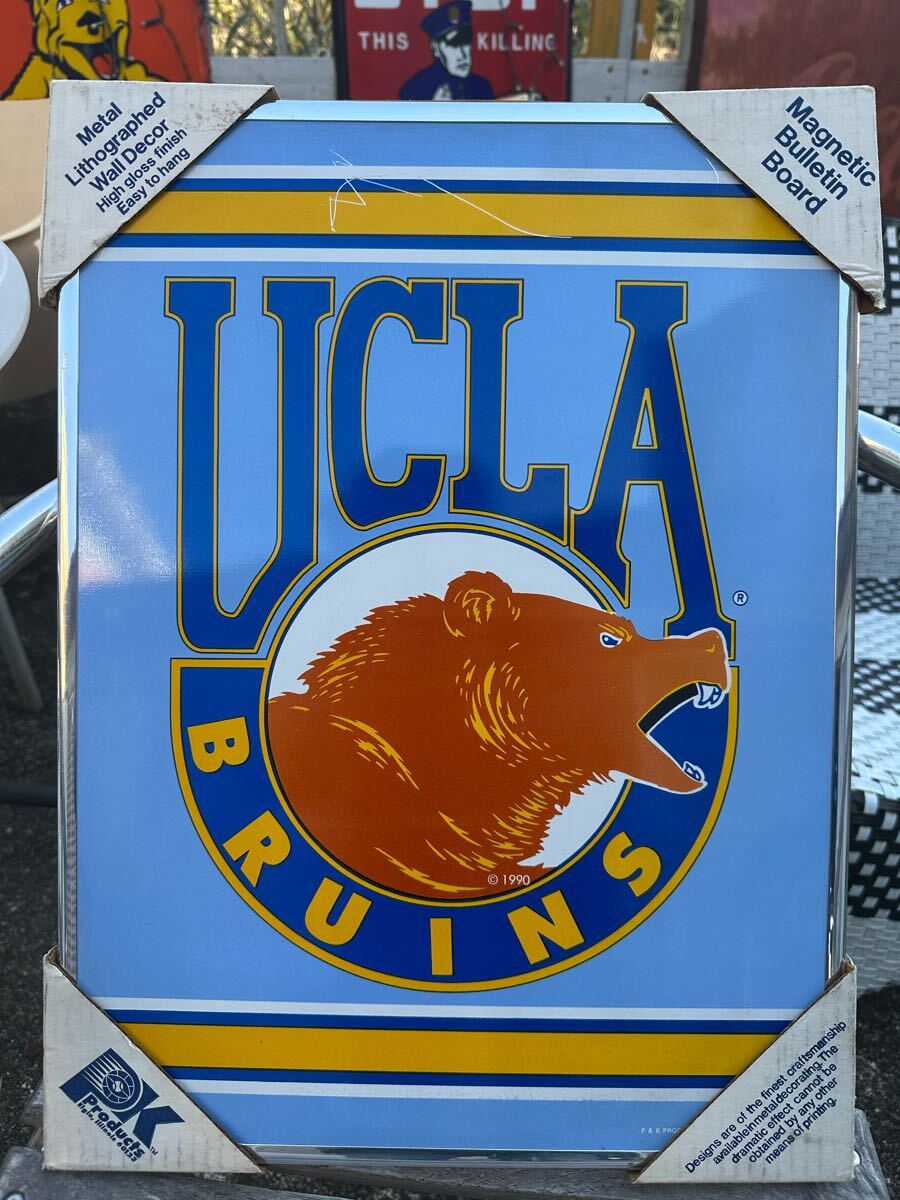 THIS KILLING
Metal
Lithographed
Wall Decor
High gloss finish
Easy to hang
Magnetic
Bulletin
Board
UCLA
®
BRUINS
© 1990
PK
Products
TM
P & K PROD
Designs are of the finest craftsmanship
available in metal decorating. The
dramatic effect cannot be
obtained by any other
means of printing.